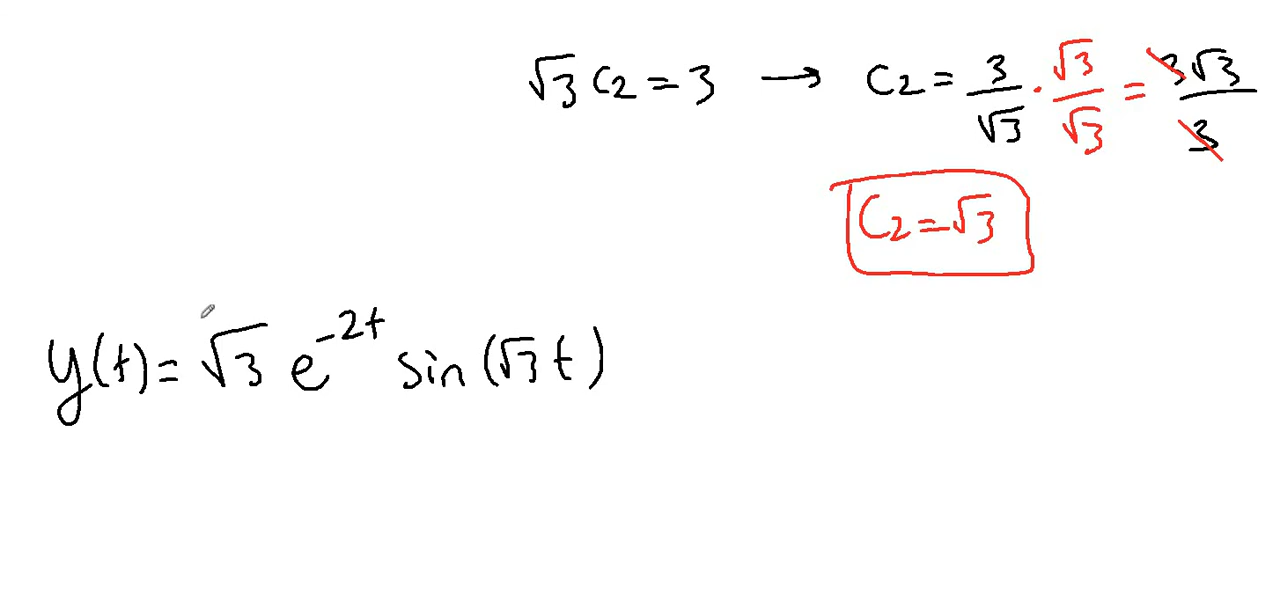 √3 C2 = 3 → C2 = 3/√3 · √3/√3 = 3√3/3
C2 = √3
y(t) = √3 e^-2t sin(√3 t)